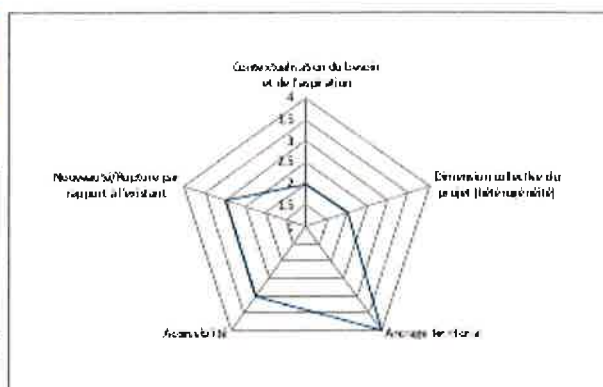 Contextualisation du besoin
et de l'aspiration
4
3,5
3
2,5
2
1,5
1
Nouveauté/Rupture par
rapport à l'existant
Dimension collective du
projet (hétérogénéité)
Accessibilité
Ancrage territorial